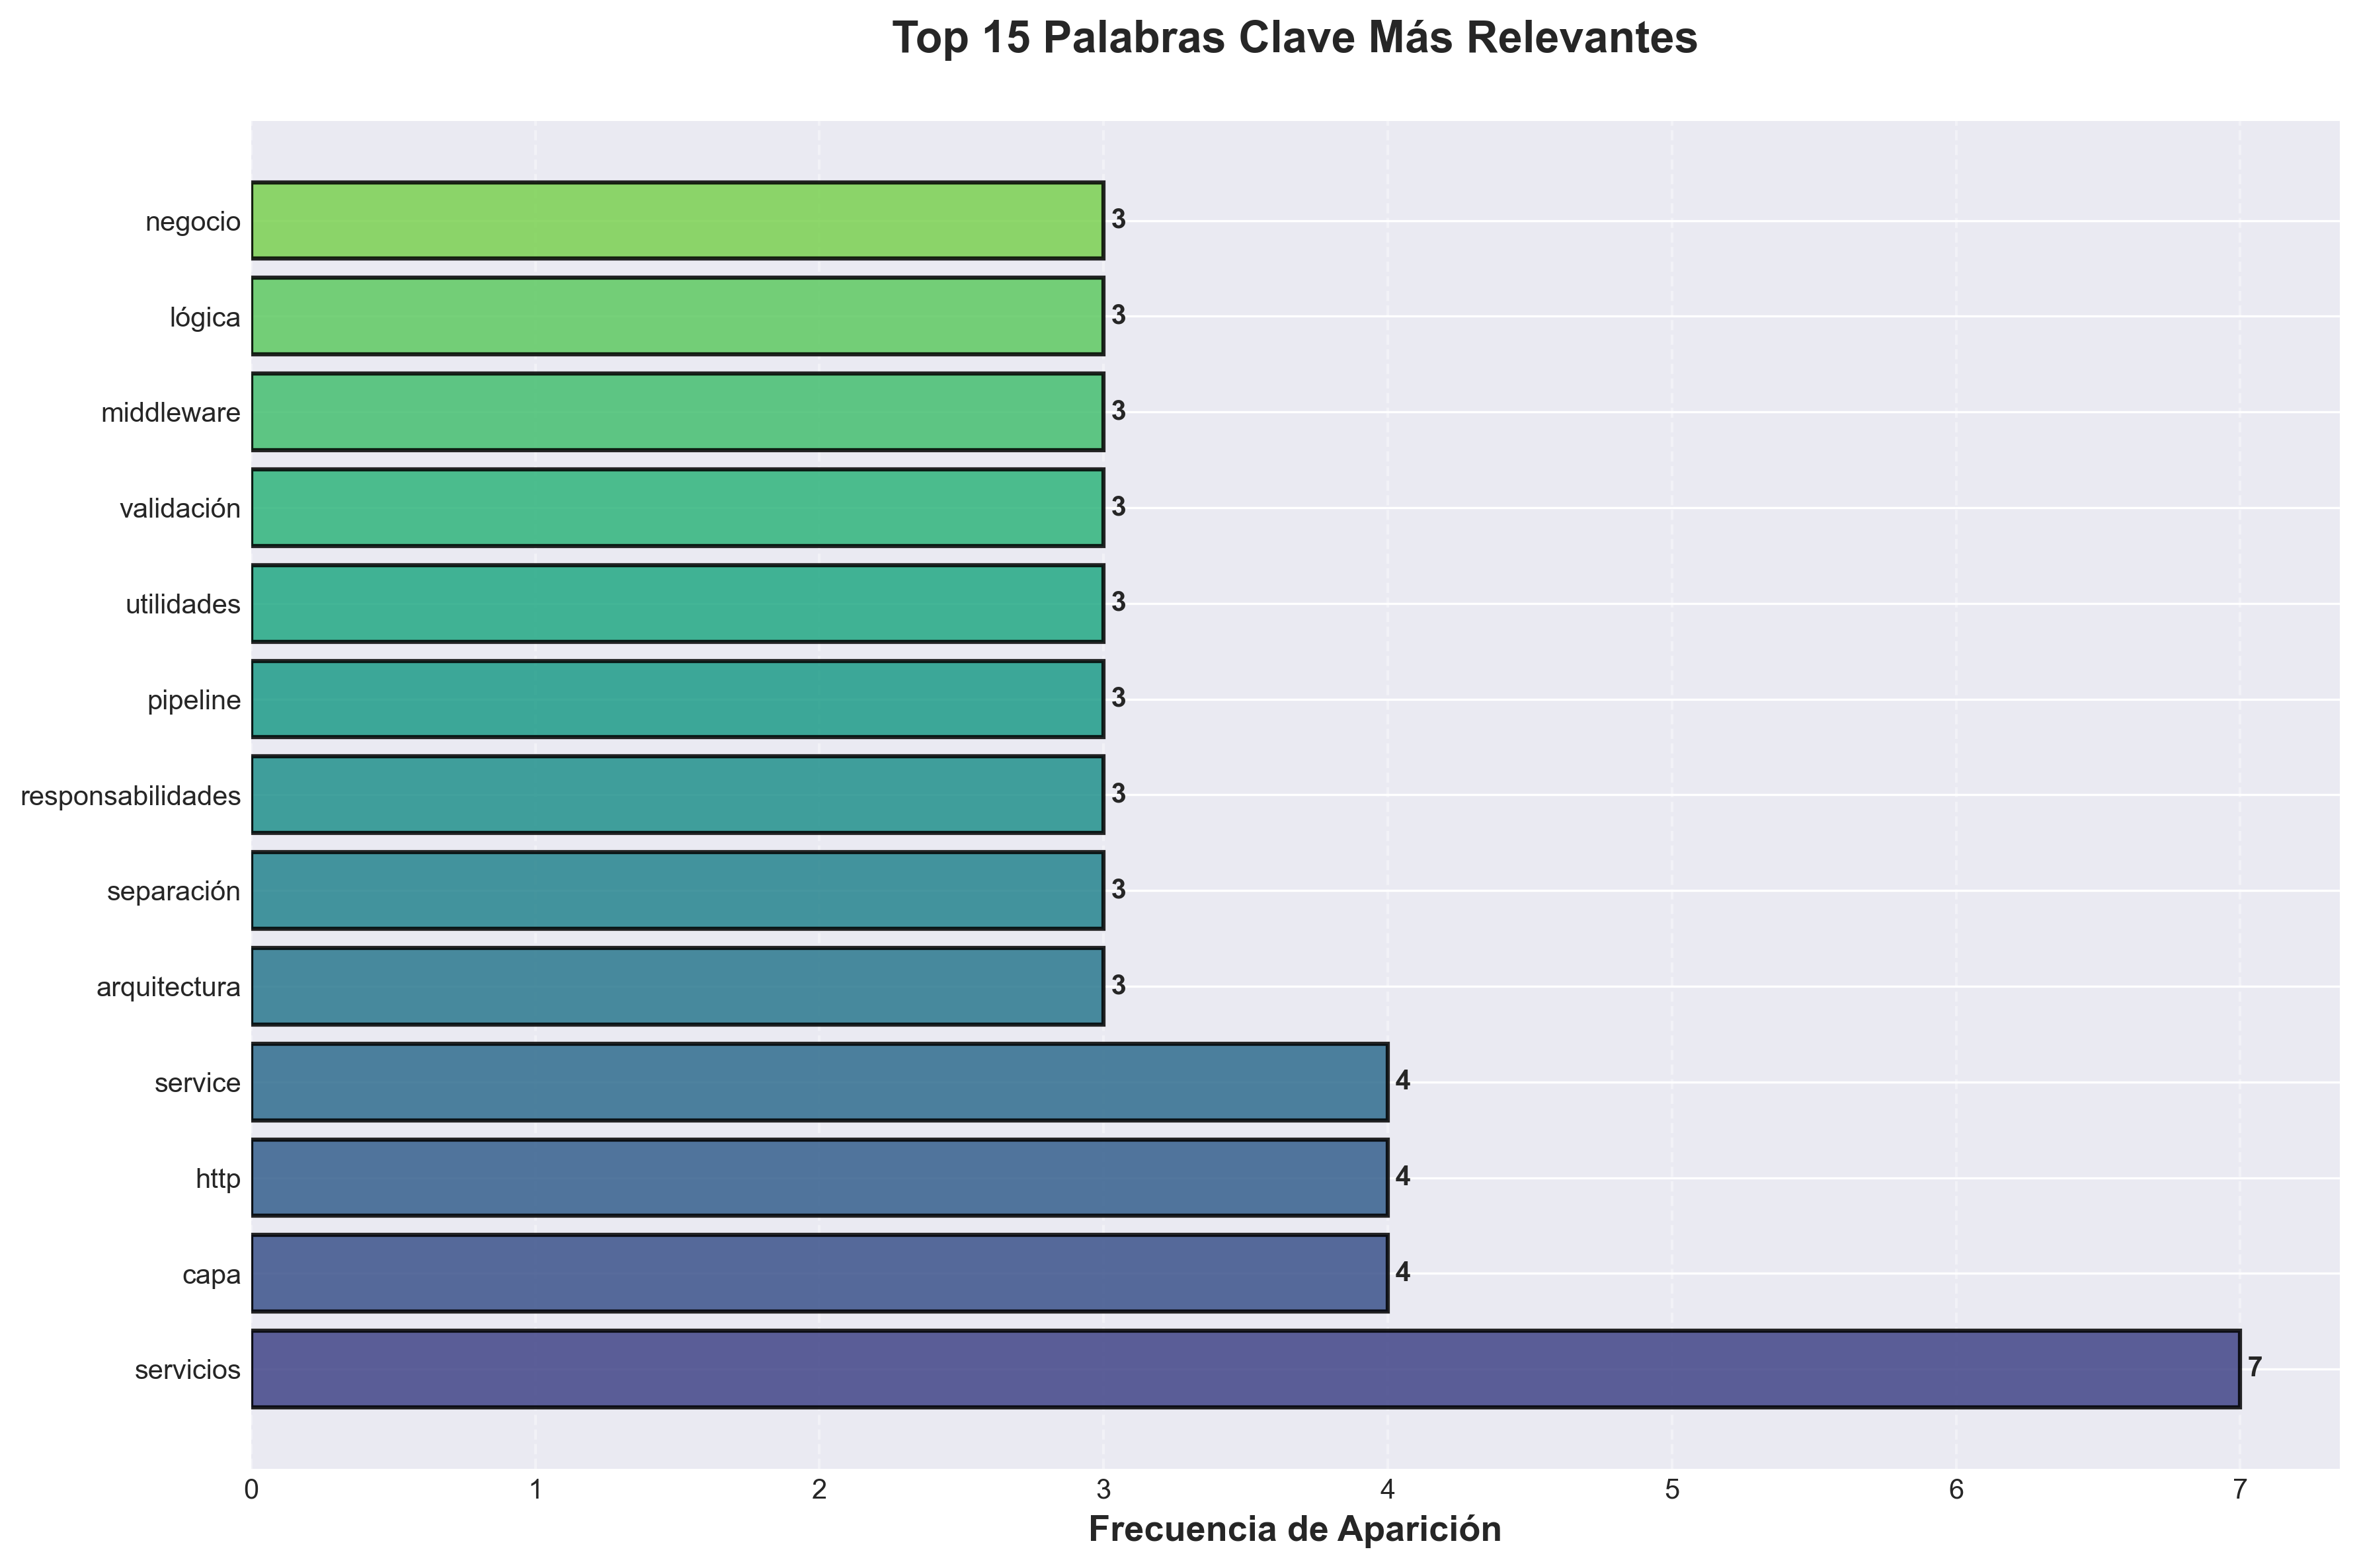 Top 15 Palabras Clave Más Relevantes
negocio 3
lógica 3
middleware 3
validación 3
utilidades 3
pipeline 3
responsabilidades 3
separación 3
arquitectura 3
service 4
http 4
capa 4
servicios 7
0 1 2 3 4 5 6 7
Frecuencia de Aparición